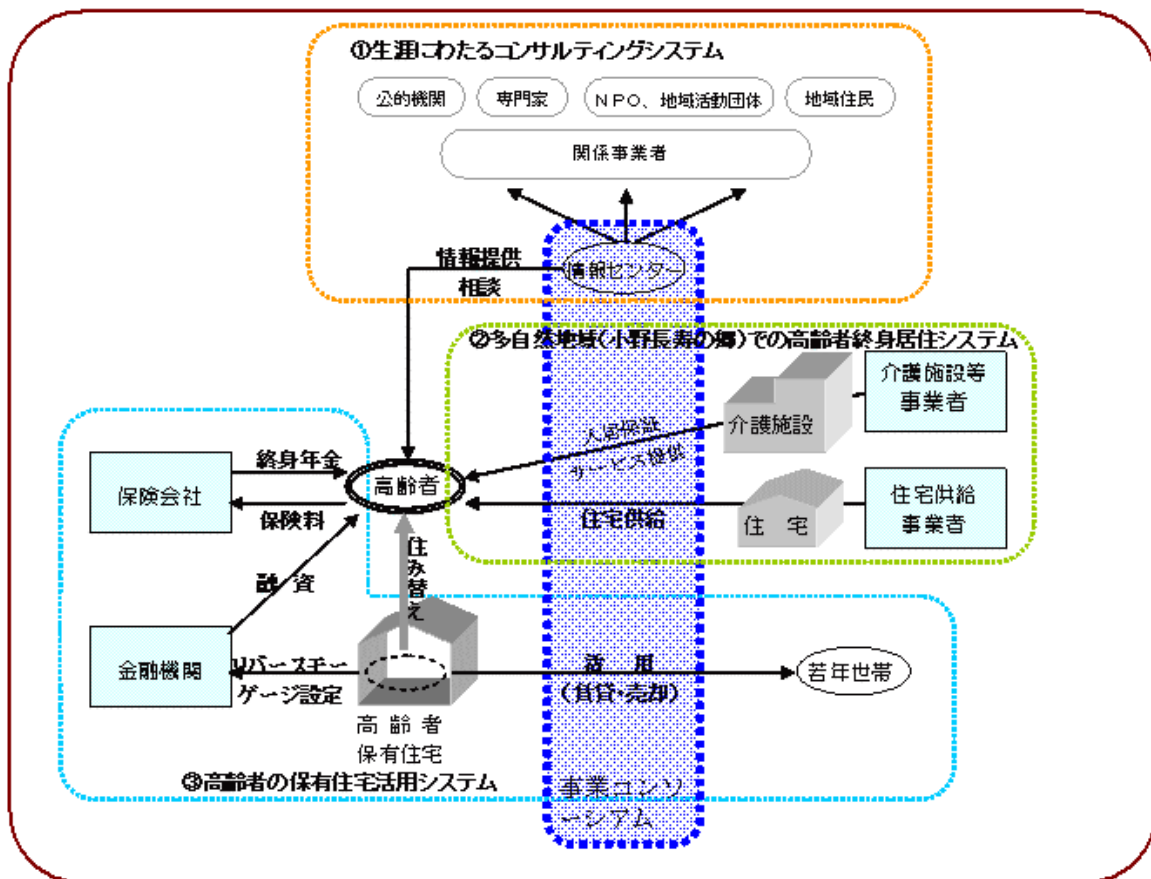 ①生涯にわたるコンサルティングシステム
公的機関
専門家
ＮＰＯ、地域活動団体
地域住民
関係事業者
情報提供
相談
情報センター
②多自然地域(小野長寿の郷)での高齢者終身居住システム
介護施設等
事業者
介護施設
入居保証
サービス提供
終身年金
保険会社
高齢者
保険料
住宅供給
住　宅
住宅供給
事業者
融　資
住み替え
金融機関
リバースモー
ゲージ設定
活　用
(賃貸・売却)
若年世帯
高 齢 者
保有住宅
③高齢者の保有住宅活用システム
事業コンソ
ーシアム